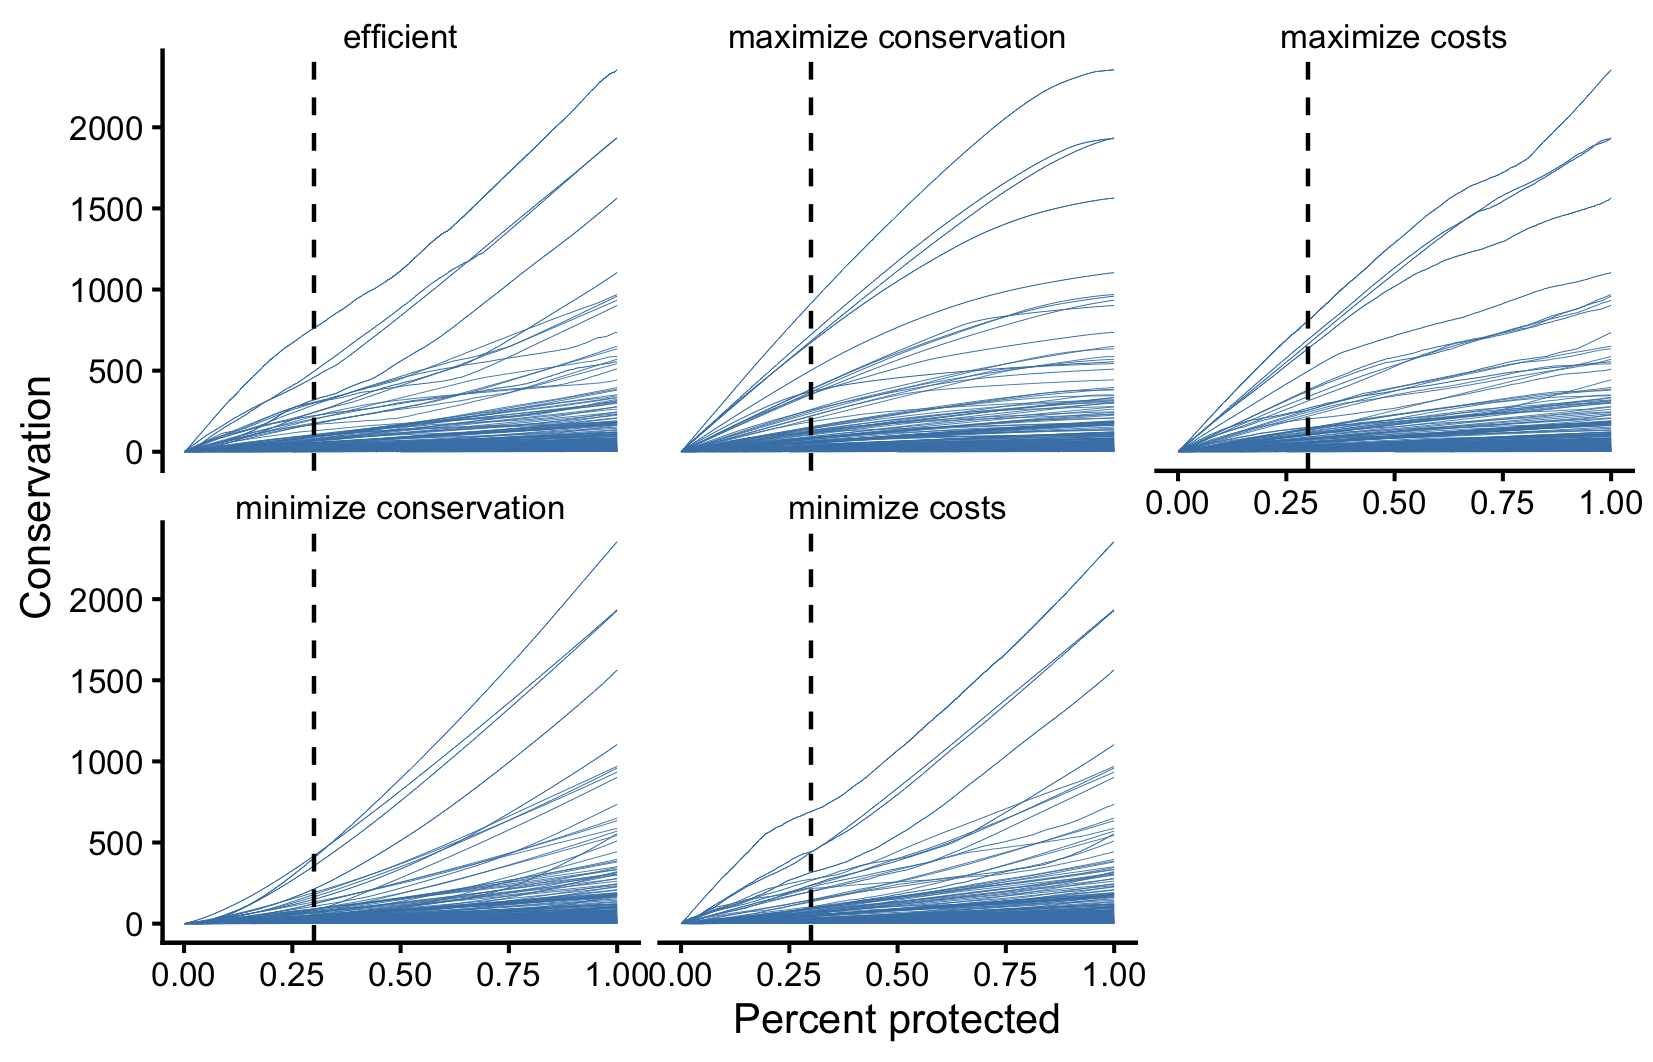 efficient
maximize conservation
maximize costs
2000
1500
1000
500
0
0.00 0.25 0.50 0.75 1.00
minimize conservation
minimize costs
2000
1500
1000
500
0
0.00 0.25 0.50 0.75 1.00
0.00 0.25 0.50 0.75 1.00
Conservation
Percent protected